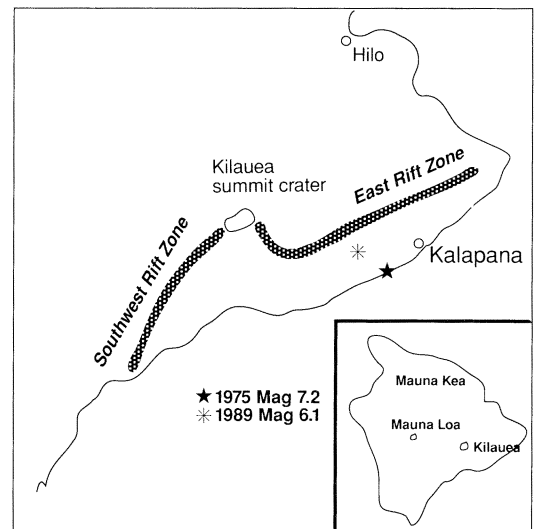 Hilo
Kilauea
summit crater
East Rift Zone
Southwest Rift Zone
Kalapana
★ 1975 Mag 7.2
✳ 1989 Mag 6.1
Mauna Kea
Mauna Loa
Kilauea